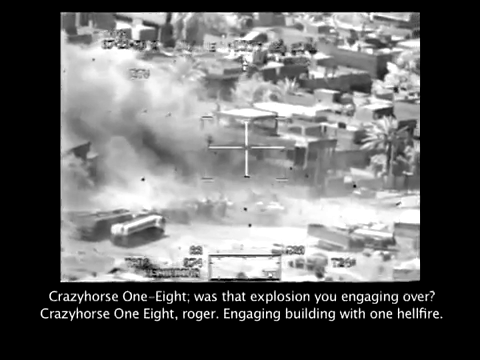 Crazyhorse One-Eight; was that explosion you engaging over?
Crazyhorse One Eight, roger. Engaging building with one hellfire.